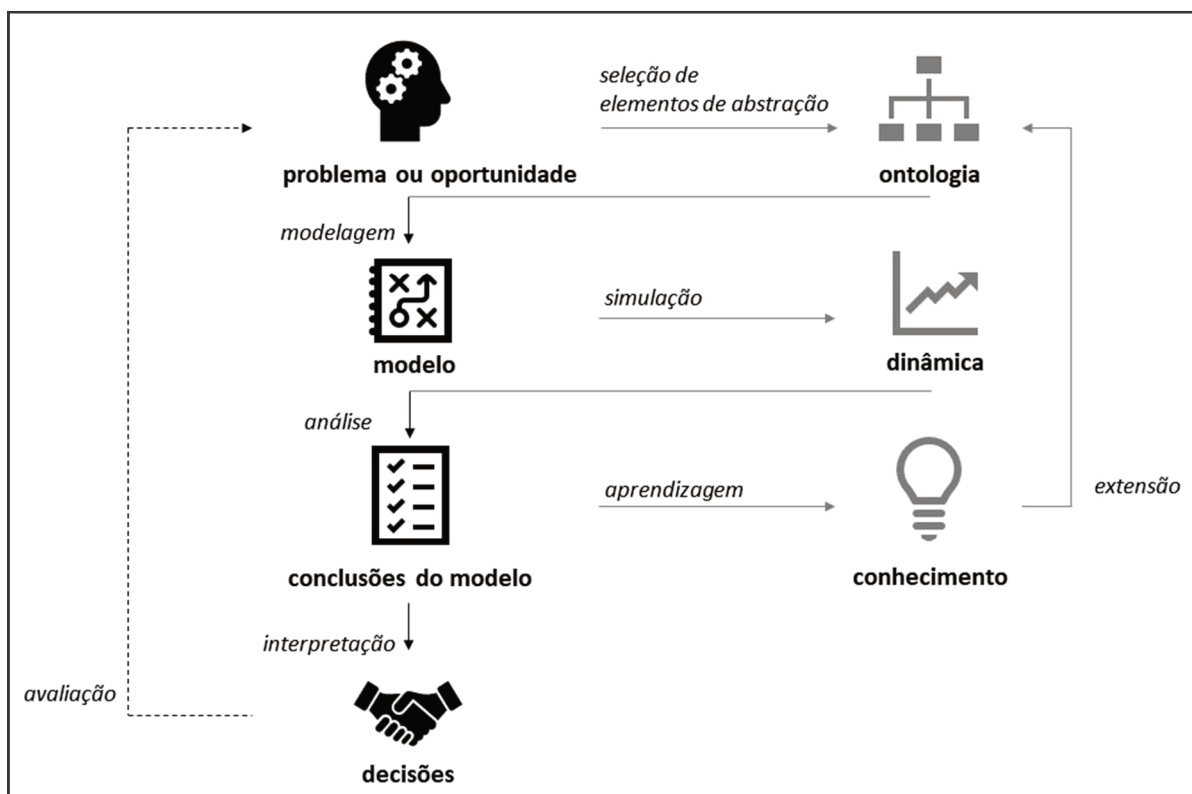 seleção de
elementos de abstração
problema ou oportunidade
ontologia
modelagem
simulação
modelo
dinâmica
análise
aprendizagem
extensão
conclusões do modelo
conhecimento
interpretação
avaliação
decisões